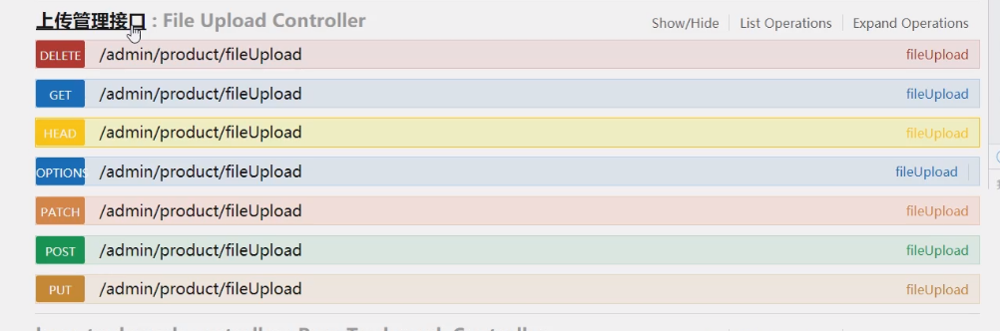 上传管理接口 : File Upload Controller Show/Hide List Operations Expand Operations
DELETE /admin/product/fileUpload fileUpload
GET /admin/product/fileUpload fileUpload
HEAD /admin/product/fileUpload fileUpload
OPTIONS /admin/product/fileUpload fileUpload
PATCH /admin/product/fileUpload fileUpload
POST /admin/product/fileUpload fileUpload
PUT /admin/product/fileUpload fileUpload